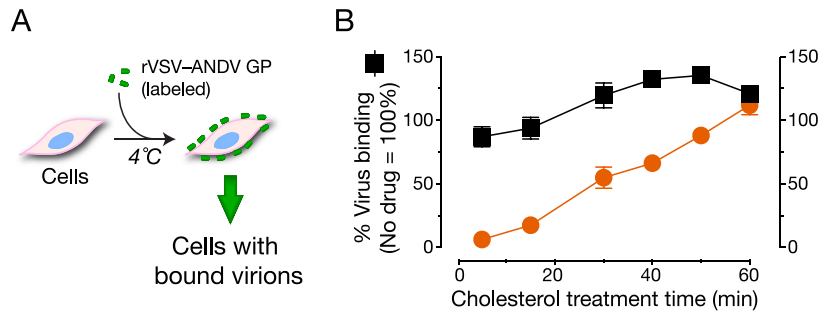 A
rVSV–ANDV GP
(labeled)
4˚C
Cells
Cells with
bound virions
B
% Virus binding
(No drug = 100%)
150
100
50
0
150
100
50
0
0
20
40
60
Cholesterol treatment time (min)